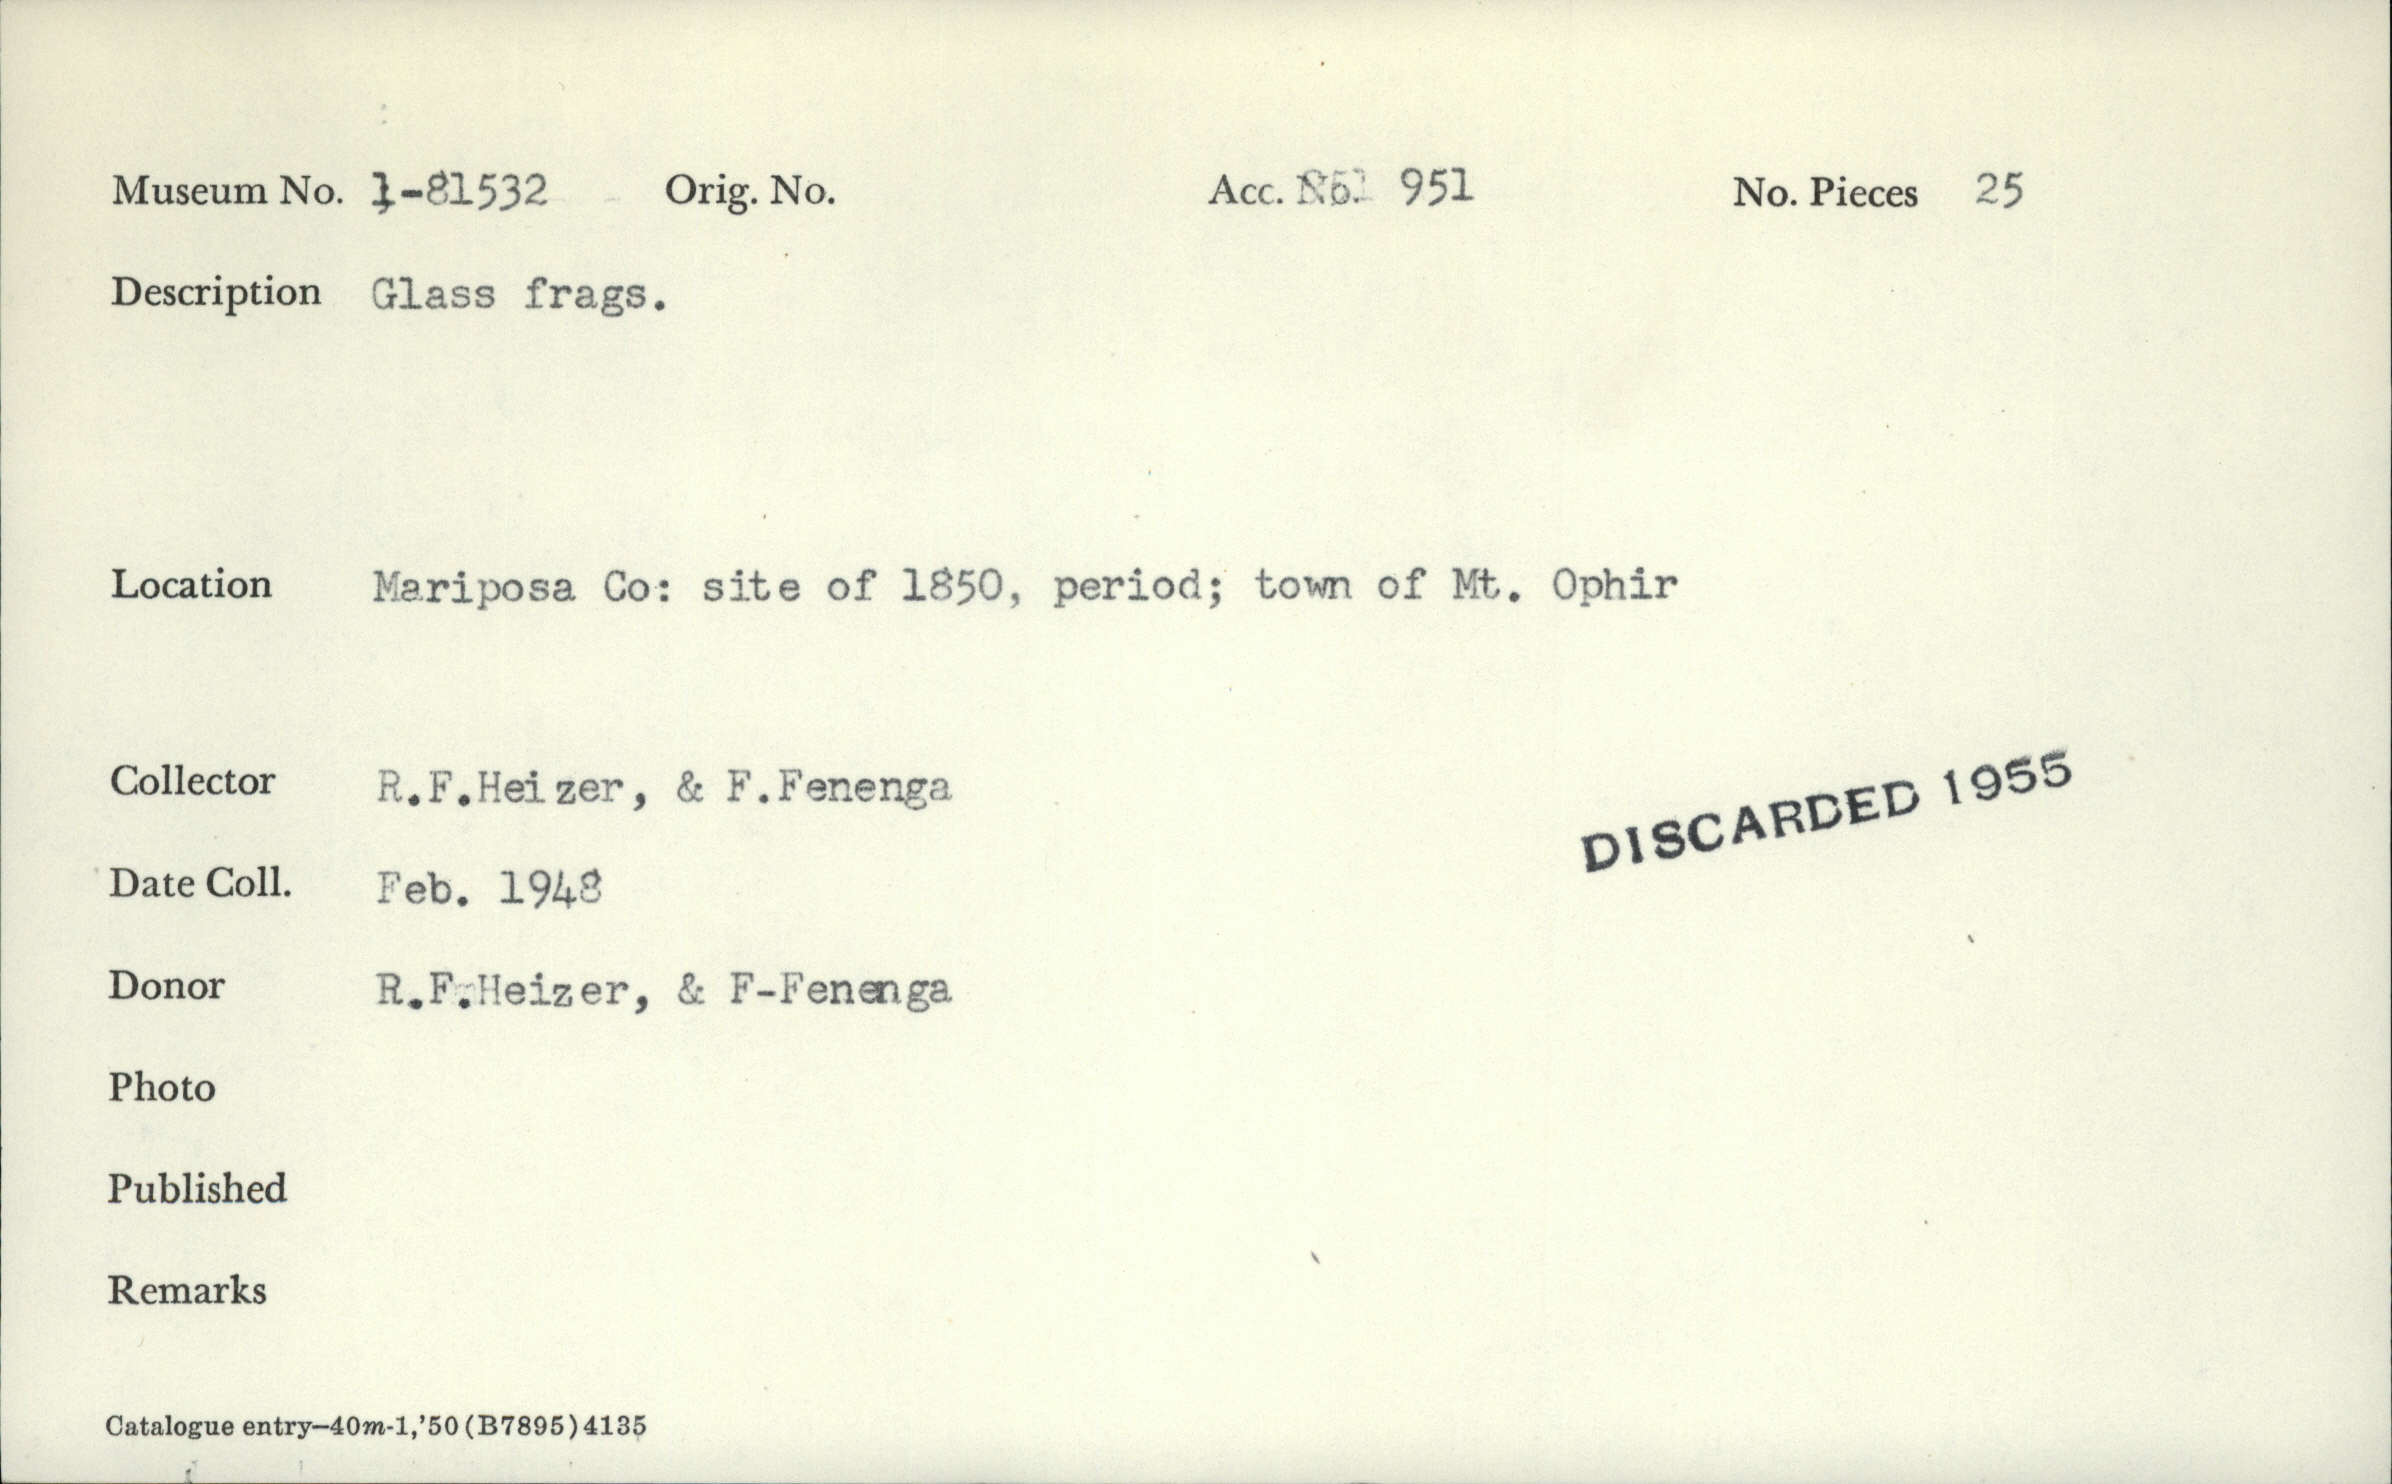 Museum No. 1-81532 Orig. No. Acc. No. 951 No. Pieces 25
Description Glass frags.
Location Mariposa Co: site of 1850, period; town of Mt. Ophir
Collector R.F.Heizer, & F.Fenenga
DISCARDED 1955
Date Coll. Feb. 1948
Donor R.F.Heizer, & F-Fenenga
Photo
Published
Remarks
Catalogue entry—40m-1,'50(B7895)4135